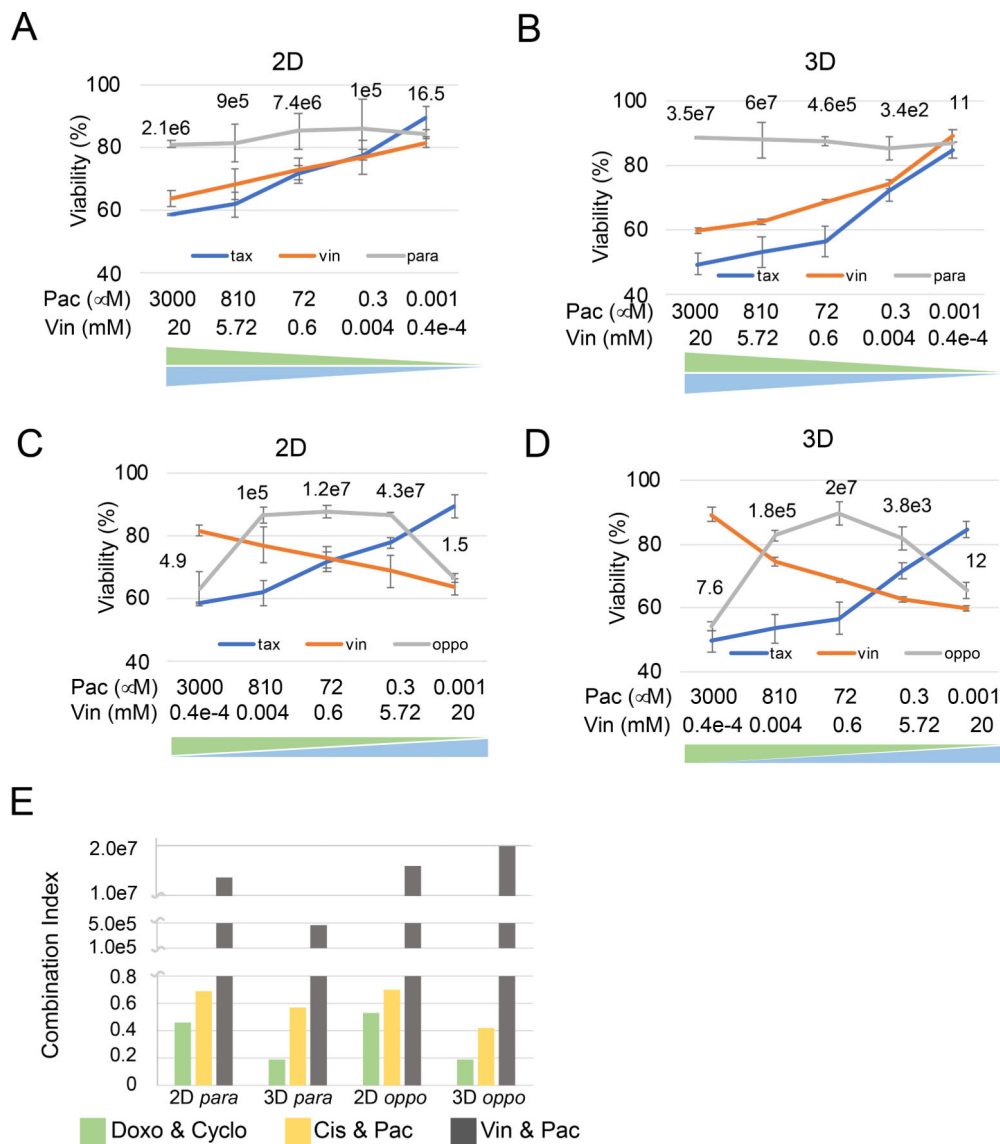 A
2D
100
80
60
40
Viability (%)
2.1e6
9e5
7.4e6
1e5
16.5
tax
vin
para
Pac (∝M) 3000 810 72 0.3 0.001
Vin (mM) 20 5.72 0.6 0.004 0.4e-4
B
3D
100
80
60
40
Viability (%)
3.5e7
6e7
4.6e5
3.4e2
11
tax
vin
para
Pac (∝M) 3000 810 72 0.3 0.001
Vin (mM) 20 5.72 0.6 0.004 0.4e-4
C
2D
100
80
60
40
Viability (%)
4.9
1e5
1.2e7
4.3e7
1.5
tax
vin
oppo
Pac (∝M) 3000 810 72 0.3 0.001
Vin (mM) 0.4e-4 0.004 0.6 5.72 20
D
3D
100
80
60
40
Viability (%)
7.6
1.8e5
2e7
3.8e3
12
tax
vin
oppo
Pac (∝M) 3000 810 72 0.3 0.001
Vin (mM) 0.4e-4 0.004 0.6 5.72 20
E
Combination Index
2.0e7
1.0e7
5.0e5
1.0e5
0.8
0.6
0.4
0.2
0
2D para 3D para 2D oppo 3D oppo
Doxo & Cyclo Cis & Pac Vin & Pac